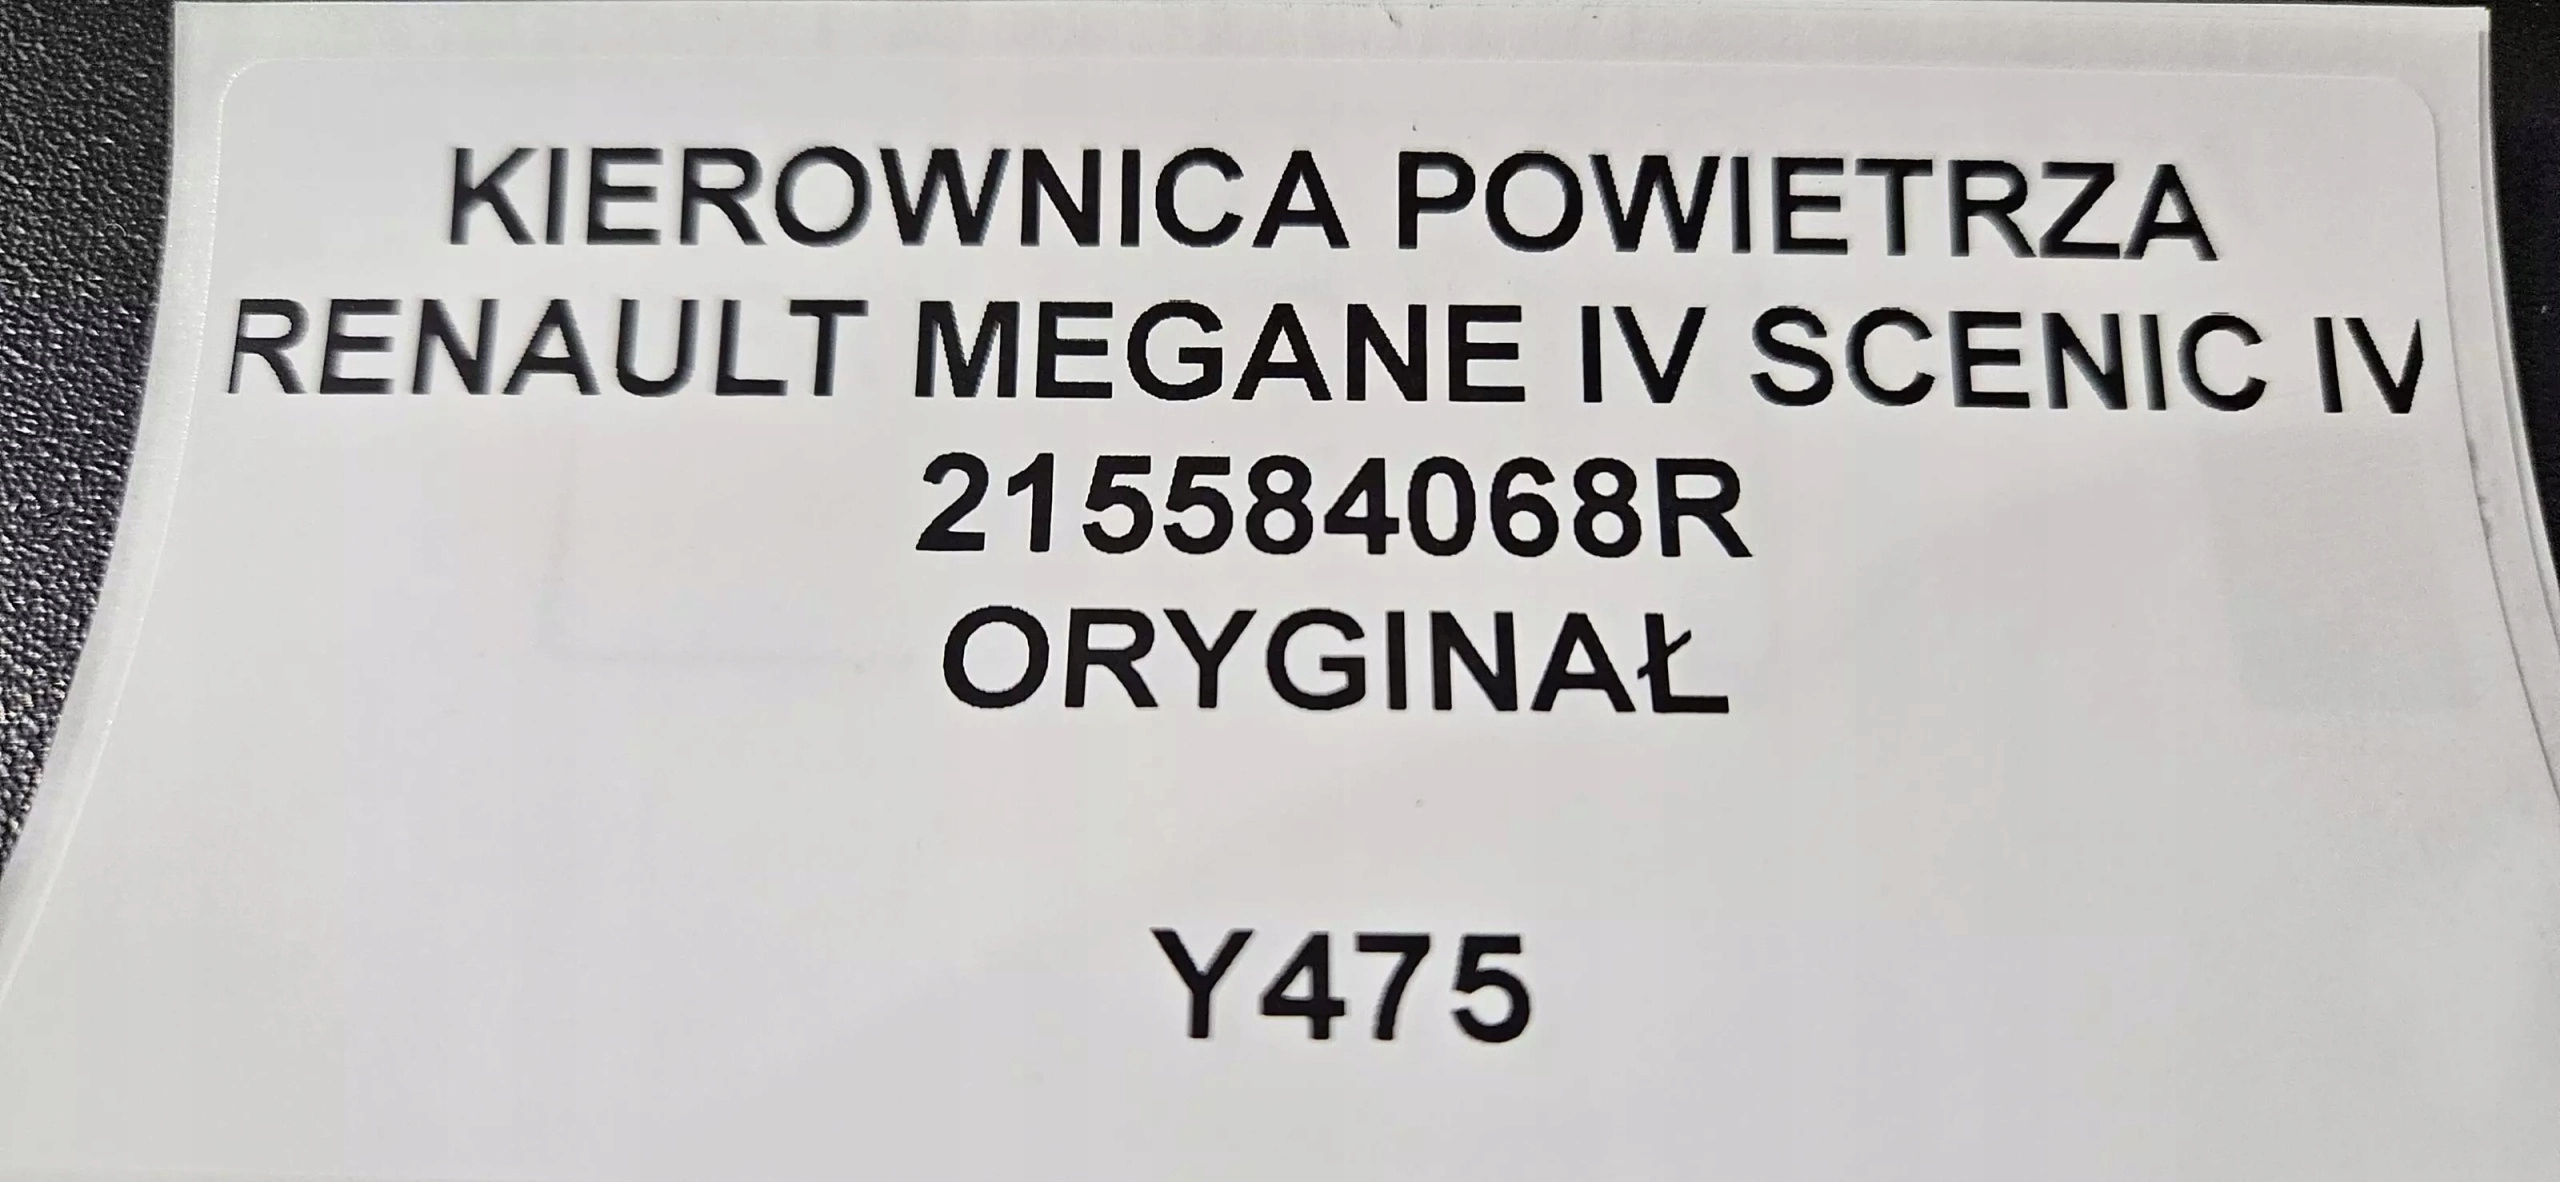 KIEROWNICA POWIETRZA
RENAULT MEGANE IV SCENIC IV
215584068R
ORYGINAŁ
Y475